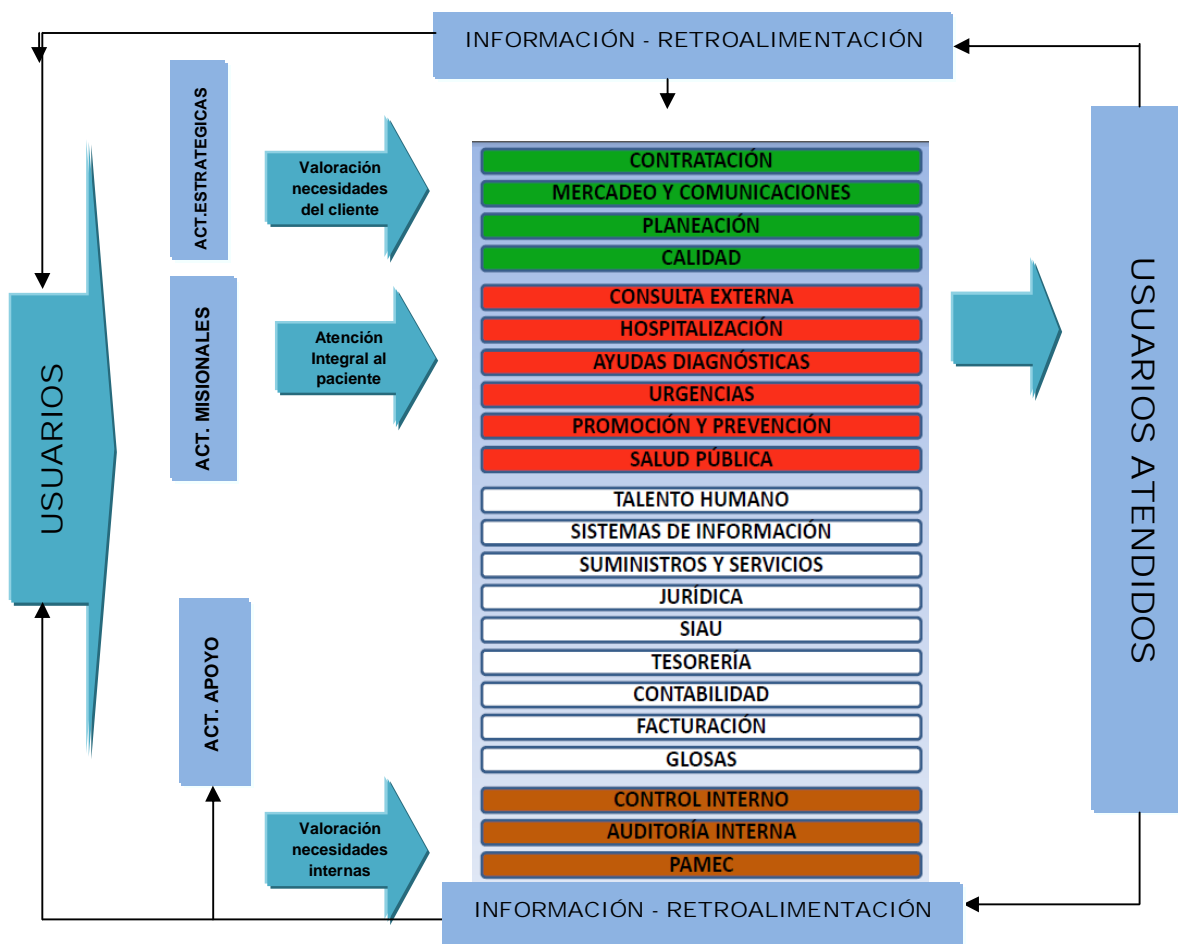 INFORMACIÓN - RETROALIMENTACIÓN
USUARIOS
ACT.ESTRATEGICAS
ACT. MISIONALES
ACT. APOYO
Valoración
necesidades
del cliente
Atención
Integral al
paciente
Valoración
necesidades
internas
CONTRATACIÓN
MERCADEO Y COMUNICACIONES
PLANEACIÓN
CALIDAD
CONSULTA EXTERNA
HOSPITALIZACIÓN
AYUDAS DIAGNÓSTICAS
URGENCIAS
PROMOCIÓN Y PREVENCIÓN
SALUD PÚBLICA
TALENTO HUMANO
SISTEMAS DE INFORMACIÓN
SUMINISTROS Y SERVICIOS
JURÍDICA
SIAU
TESORERÍA
CONTABILIDAD
FACTURACIÓN
GLOSAS
CONTROL INTERNO
AUDITORÍA INTERNA
PAMEC
USUARIOS ATENDIDOS
INFORMACIÓN - RETROALIMENTACIÓN